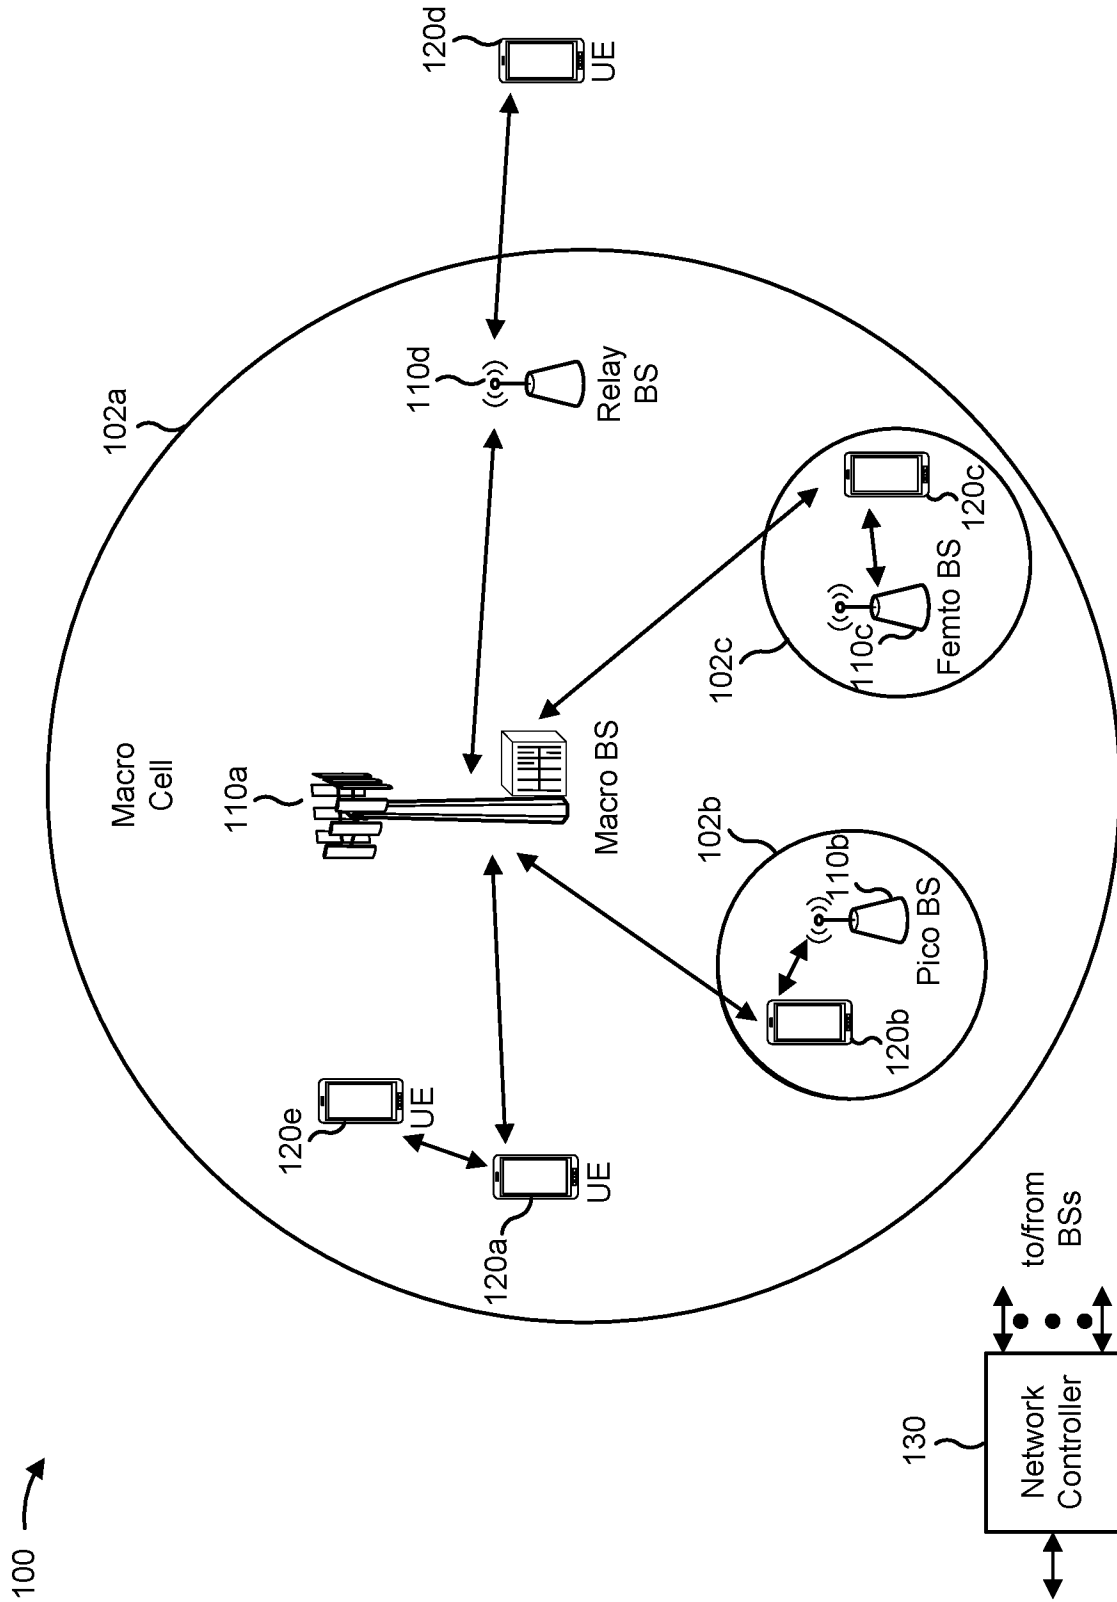 100
102a
Macro
Cell
110a
120d
UE
110d
Relay
BS
120e
UE
120a
UE
Macro BS
102b
110b
Pico BS
120b
102c
110c
Femto BS
120c
130
Network
Controller
to/from
BSs